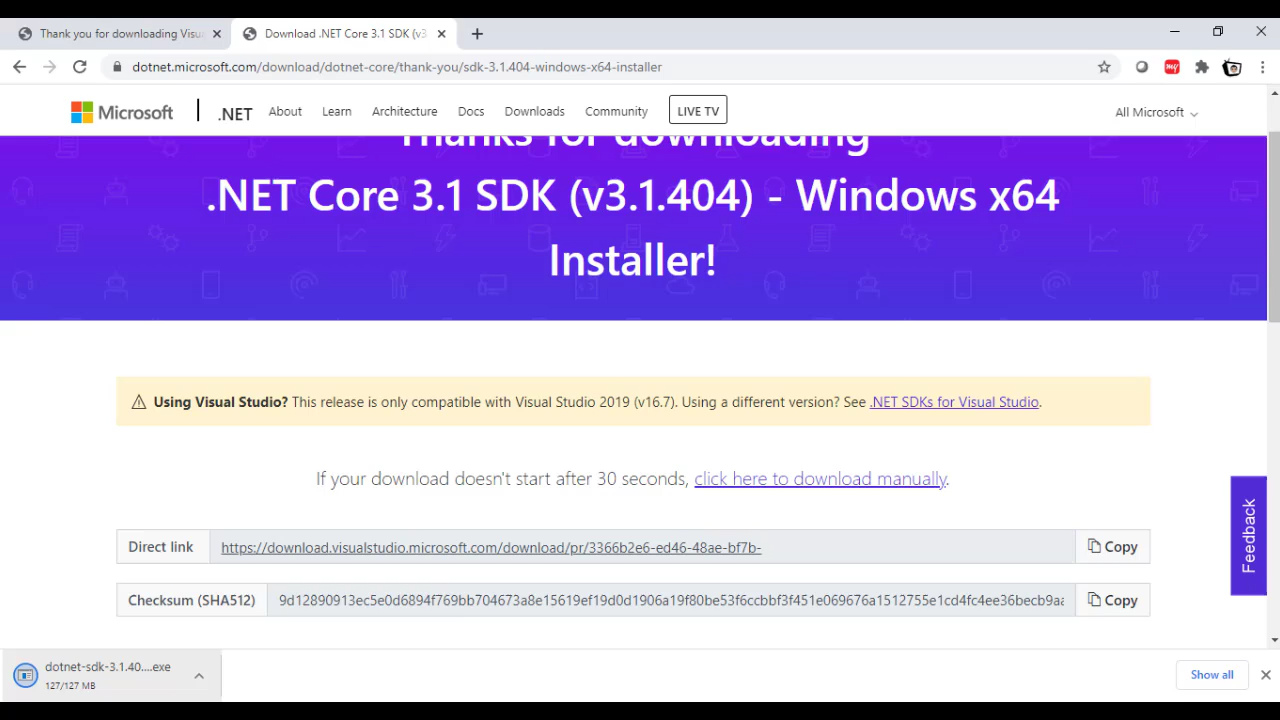 Thank you for downloading Visu
Download .NET Core 3.1 SDK (v3
dotnet.microsoft.com/download/dotnet-core/thank-you/sdk-3.1.404-windows-x64-installer
Microsoft
.NET
About
Learn
Architecture
Docs
Downloads
Community
LIVE TV
All Microsoft
Thanks for downloading
.NET Core 3.1 SDK (v3.1.404) - Windows x64
Installer!
Using Visual Studio? This release is only compatible with Visual Studio 2019 (v16.7). Using a different version? See .NET SDKs for Visual Studio.
If your download doesn't start after 30 seconds, click here to download manually.
Direct link
https://download.visualstudio.microsoft.com/download/pr/3366b2e6-ed46-48ae-bf7b-
Copy
Checksum (SHA512)
9d12890913ec5e0d6894f769bb704673a8e15619ef19d0d1906a19f80be53f6ccbbf3f451e069676a1512755e1cd4fc4ee36becb9aa
Copy
Feedback
dotnet-sdk-3.1.40....exe
127/127 MB
Show all